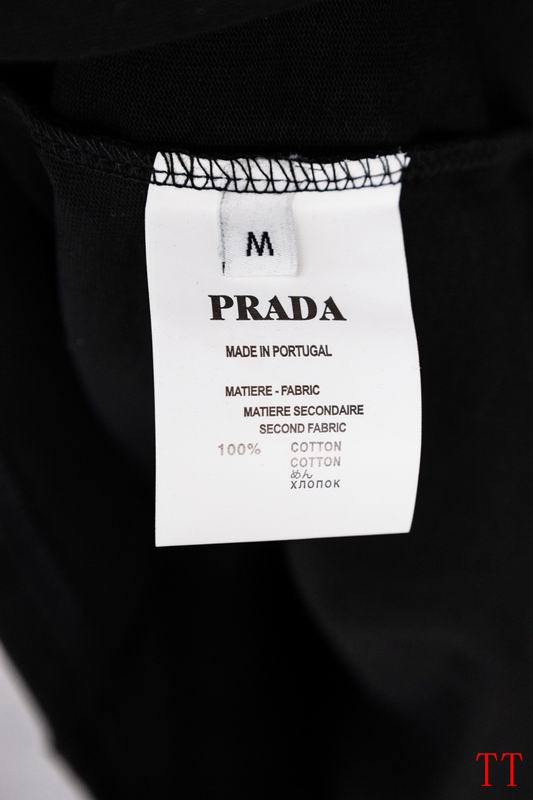 M
PRADA
MADE IN PORTUGAL
MATIERE - FABRIC
MATIERE SECONDAIRE
SECOND FABRIC
100% COTTON
COTTON
めん
ХЛОПОК
TT